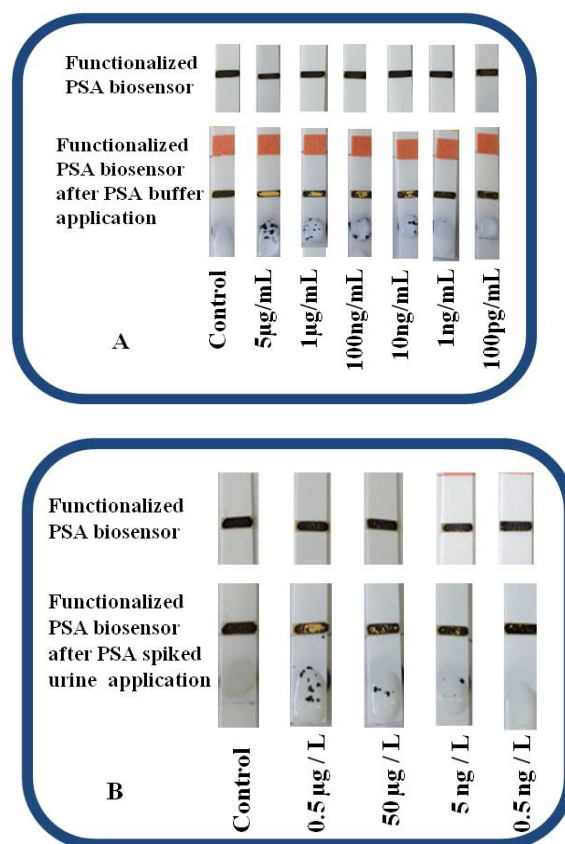 Functionalized
PSA biosensor
Functionalized
PSA biosensor
after PSA buffer
application
Control
5µg/mL
1µg/mL
100ng/mL
10ng/mL
1ng/mL
100pg/mL
A
Functionalized
PSA biosensor
Functionalized
PSA biosensor
after PSA spiked
urine application
Control
0.5 µg / L
50 µg / L
5 ng / L
0.5 ng / L
B